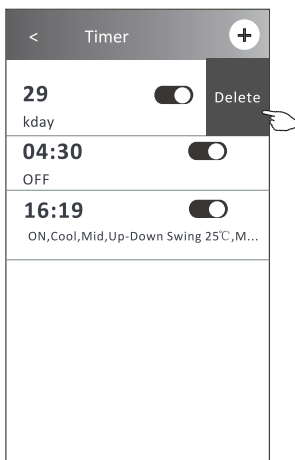 < Timer +
29
kday
Delete
04:30
OFF
16:19
ON,Cool,Mid,Up-Down Swing 25℃,M...